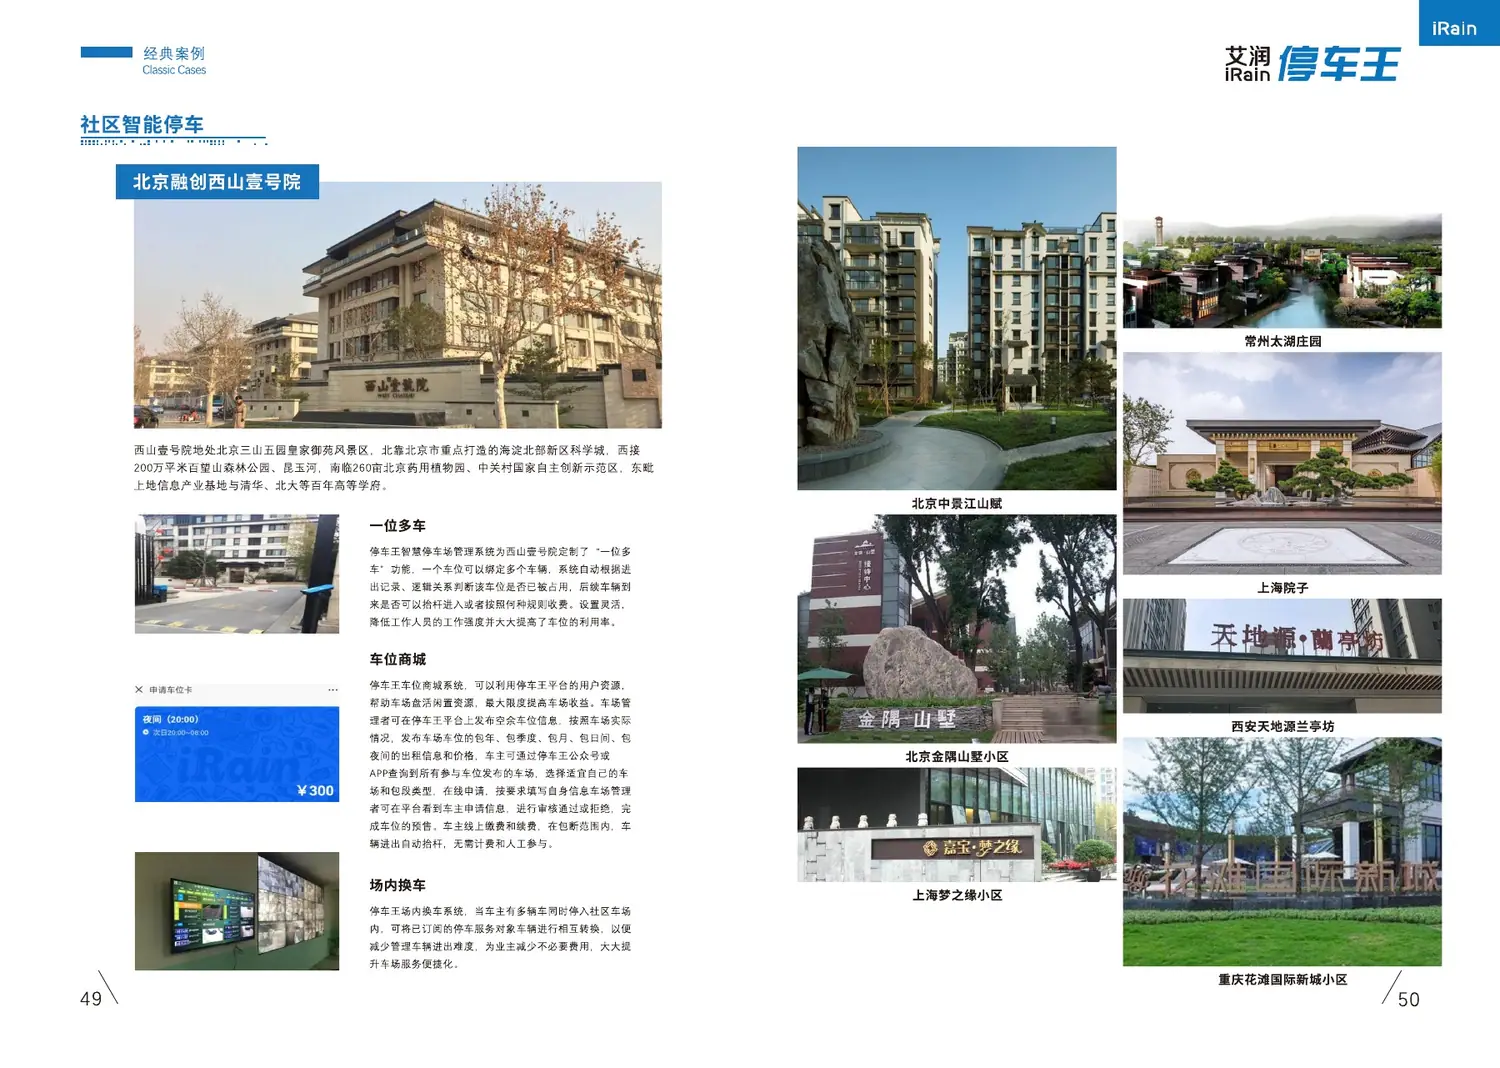 经典案例
Classic Cases
iRain
艾润
iRain
停车王
社区智能停车
北京融创西山壹号院
西山壹號院
西山壹号院地处北京三山五园皇家御苑风景区，北靠北京市重点打造的海淀北部新区科学城，西接
200万平米百望山森林公园、昆玉河，南临260亩北京药用植物园、中关村国家自主创新示范区，东毗
上地信息产业基地与清华、北大等百年高等学府。
一位多车
停车王智慧停车场管理系统为西山壹号院定制了“一位多
车”功能，一个车位可以绑定多个车辆，系统自动根据进
出记录、逻辑关系判断该车位是否已被占用，后续车辆到
来是否可以抬杆进入或者按照何种规则收费。设置灵活，
降低工作人员的工作强度并大大提高了车位的利用率。
申请车位卡
夜间（20:00）
次日20:00~08:00
iRain
￥300
车位商城
停车王车位商城系统，可以利用停车王平台的用户资源，
帮助车场盘活闲置资源，最大限度提高车场收益。车场管
理者可在停车王平台上发布空余车位信息，按照车场实际
情况，发布车场车位的包年、包季度、包月、包日间、包
夜间的出租信息和价格，车主可通过停车王公众号或
APP查询到所有参与车位发布的车场，选择适宜自己的车
场和包段类型，在线申请，按要求填写自身信息车场管理
者可在平台看到车主申请信息，进行审核通过或拒绝，完
成车位的预售。车主线上缴费和续费，在包断范围内，车
辆进出自动抬杆，无需计费和人工参与。
场内换车
停车王场内换车系统，当车主有多辆车同时停入社区车场
内，可将已订阅的停车服务对象车辆进行相互转换，以便
减少管理车辆进出难度，为业主减少不必要费用，大大提
升车场服务便捷化。
49
北京中景江山赋
接待中心
金隅山墅
北京金隅山墅小区
嘉宝·梦之缘
上海梦之缘小区
常州太湖庄园
上海院子
天地源·蘭亭坊
西安天地源兰亭坊
花滩国际新城
重庆花滩国际新城小区
50